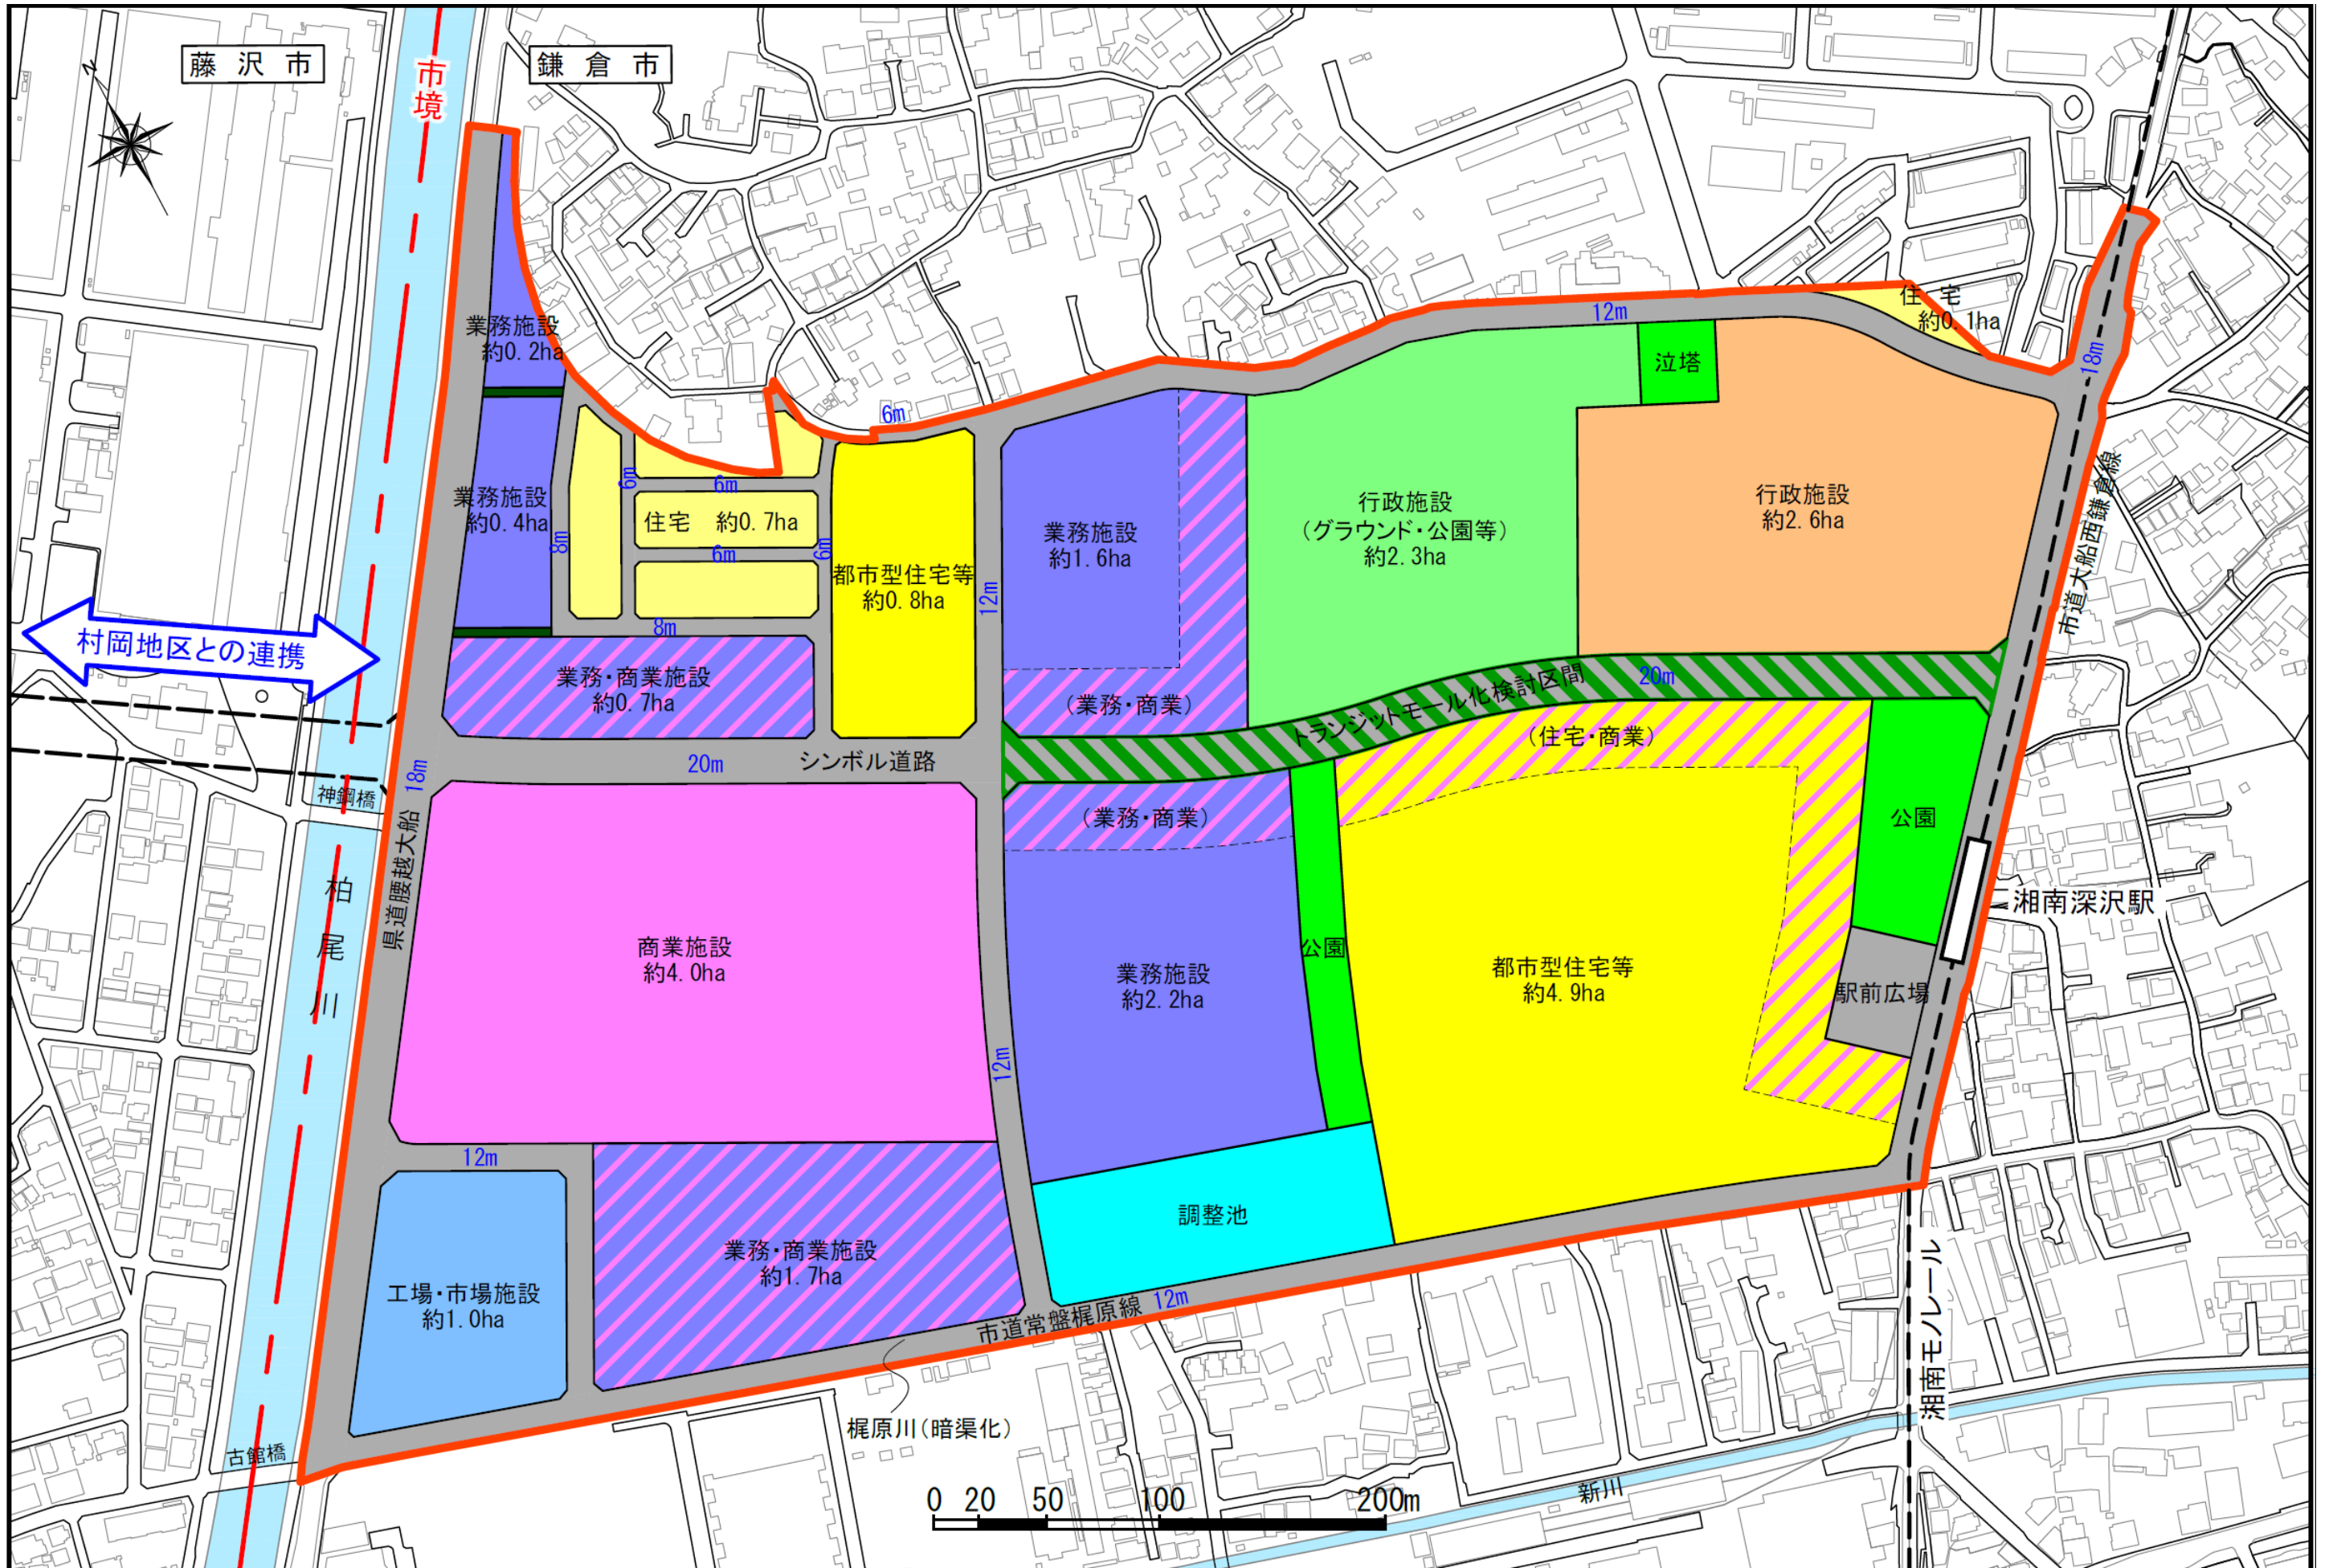 藤沢市
市境
鎌倉市
N
業務施設
約0.2ha
住宅
約0.1ha
12m
18m
泣塔
6m
業務施設
約0.4ha
6m
6m
住宅　約0.7ha
6m
6m
8m
8m
都市型住宅等
約0.8ha
12m
業務施設
約1.6ha
行政施設
(グラウンド・公園等)
約2.3ha
行政施設
約2.6ha
市道大船西鎌倉線
村岡地区との連携
業務・商業施設
約0.7ha
(業務・商業)
トランジットモール化検討区間
20m
(住宅・商業)
20m
シンボル道路
18m
神鋼橋
県道腰越大船
(業務・商業)
公園
柏尾川
商業施設
約4.0ha
業務施設
約2.2ha
公園
都市型住宅等
約4.9ha
湘南深沢駅
駅前広場
12m
12m
調整池
工場・市場施設
約1.0ha
業務・商業施設
約1.7ha
市道常盤梶原線
12m
湘南モノレール
梶原川(暗渠化)
古館橋
新川
0 20 50 100 200m